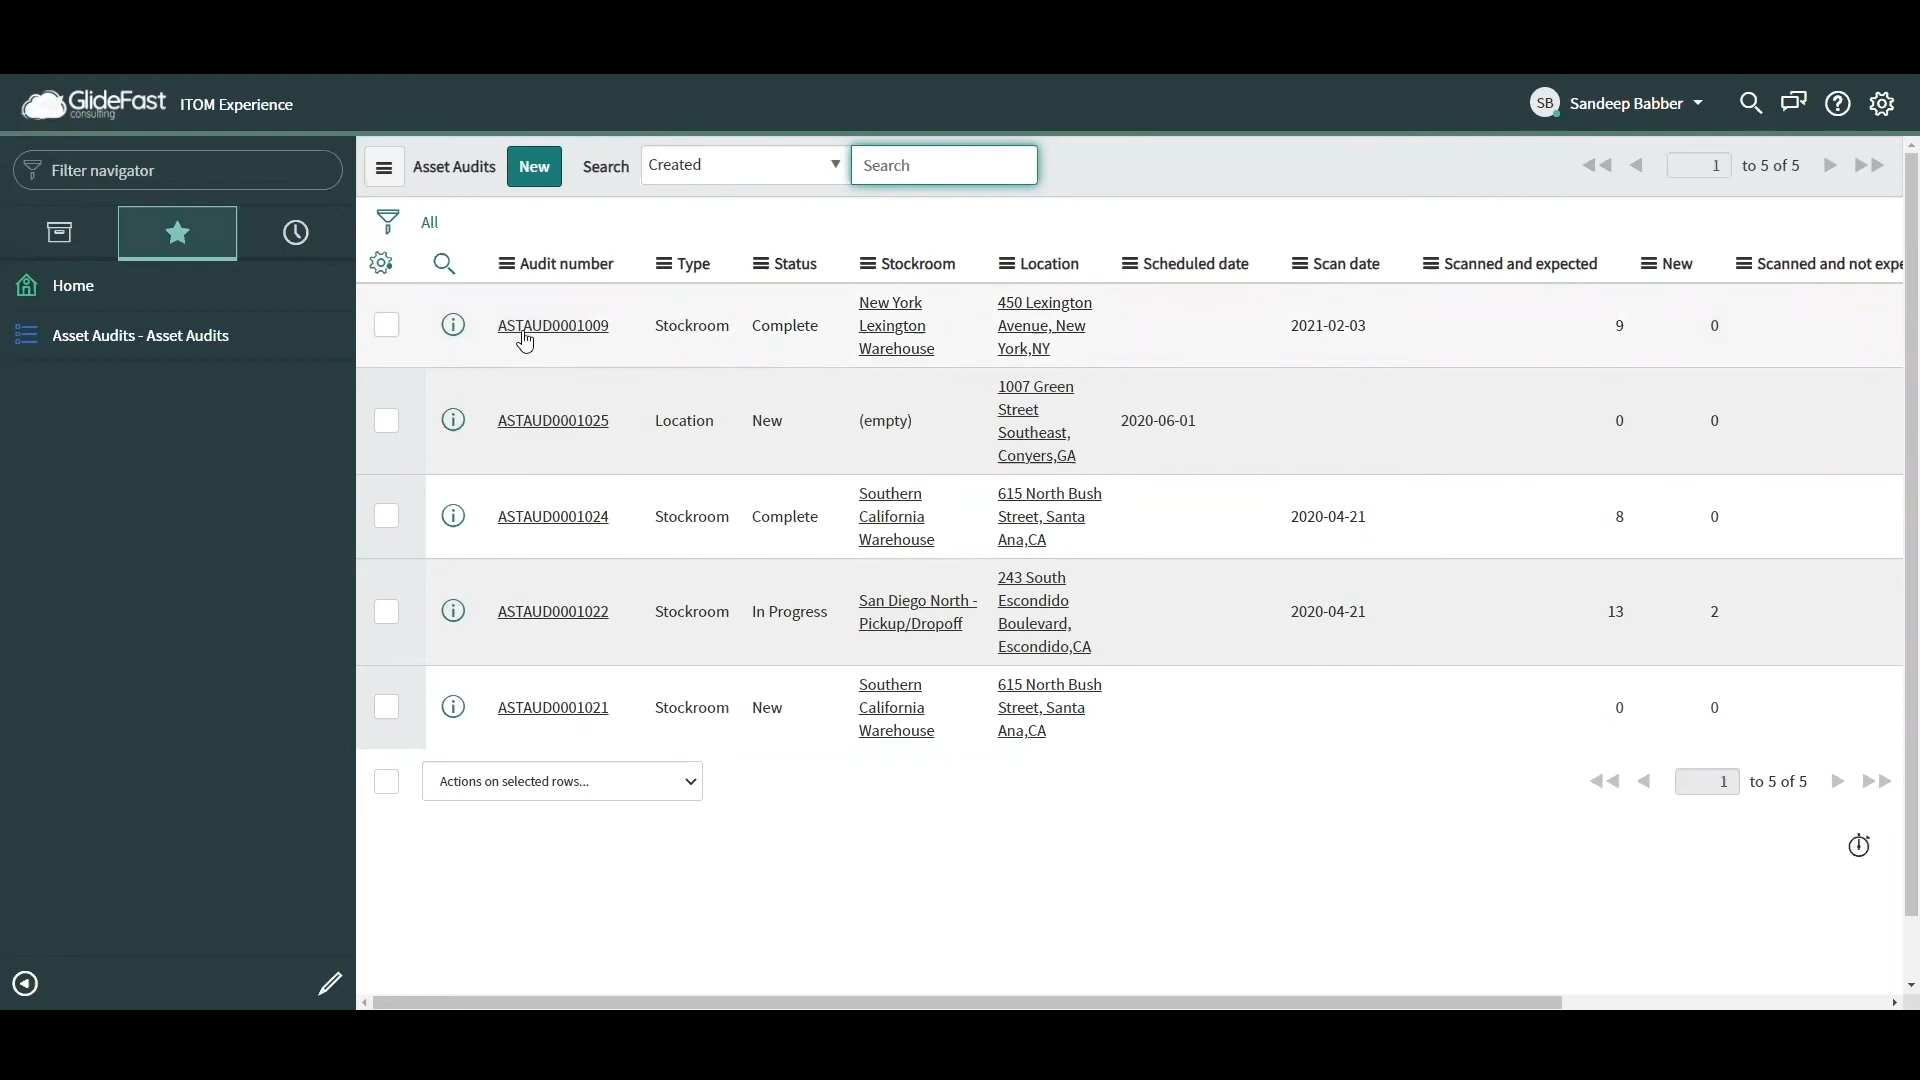 GlideFast
consulting
ITOM Experience
SB Sandeep Babber
Filter navigator
Home
Asset Audits - Asset Audits
Asset Audits New Search Created Search 1 to 5 of 5
All
Audit number Type Status Stockroom Location Scheduled date Scan date Scanned and expected New Scanned and not expe
ASTAUD0001009 Stockroom Complete
New York
Lexington
Warehouse
450 Lexington
Avenue, New
York,NY
2021-02-03 9 0
ASTAUD0001025 Location New (empty)
1007 Green
Street
Southeast,
Conyers,GA
2020-06-01 0 0
ASTAUD0001024 Stockroom Complete
Southern
California
Warehouse
615 North Bush
Street, Santa
Ana,CA
2020-04-21 8 0
ASTAUD0001022 Stockroom In Progress
San Diego North -
Pickup/Dropoff
243 South
Escondido
Boulevard,
Escondido,CA
2020-04-21 13 2
ASTAUD0001021 Stockroom New
Southern
California
Warehouse
615 North Bush
Street, Santa
Ana,CA
0 0
Actions on selected rows... 1 to 5 of 5